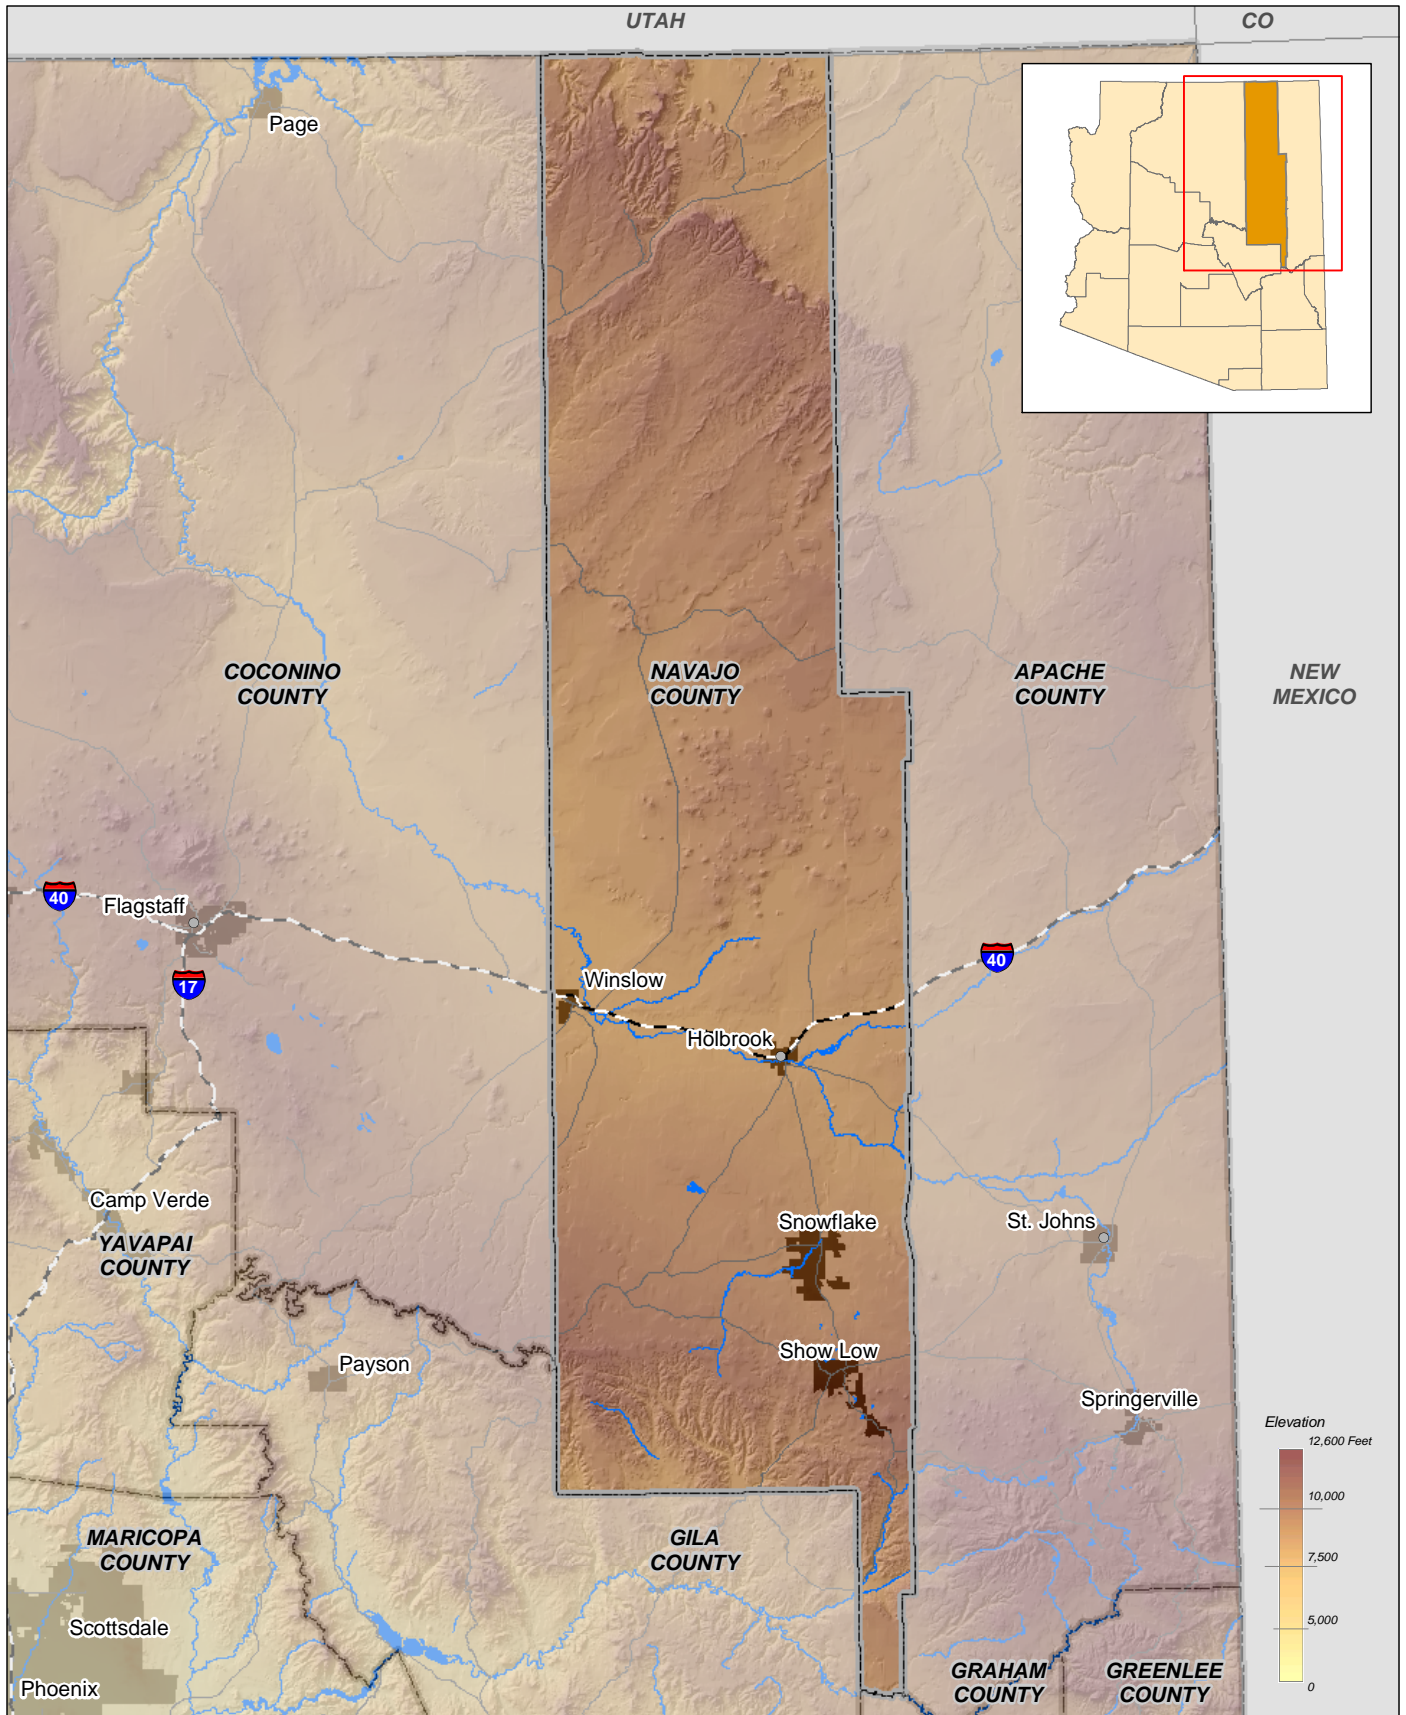 UTAH
CO
Page
COCONINO
COUNTY
NAVAJO
COUNTY
APACHE
COUNTY
NEW
MEXICO
40
Flagstaff
17
40
Winslow
Holbrook
Camp Verde
YAVAPAI
COUNTY
Snowflake
St. Johns
Show Low
Payson
Springerville
Elevation
12,600 Feet
10,000
7,500
5,000
0
MARICOPA
COUNTY
GILA
COUNTY
Scottsdale
Phoenix
GRAHAM
COUNTY
GREENLEE
COUNTY